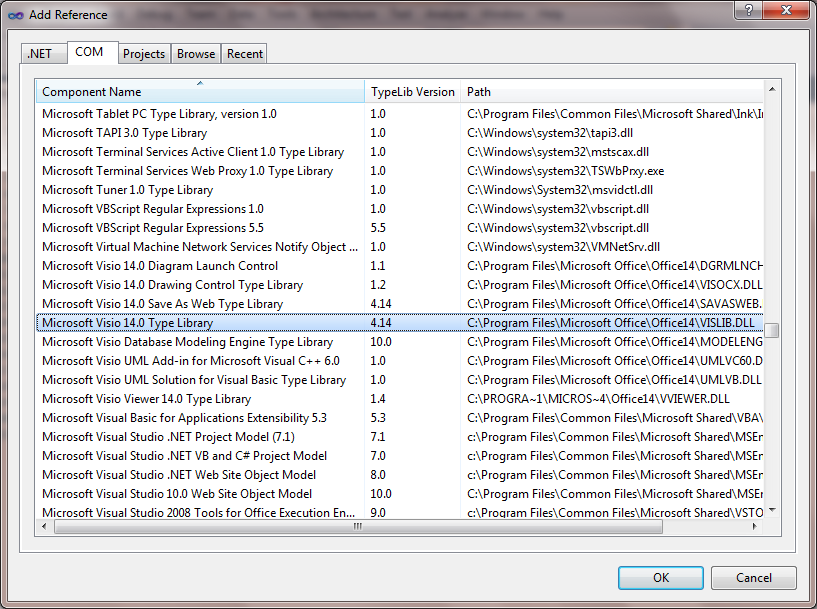 Add Reference
.NET COM Projects Browse Recent
Component Name TypeLib Version Path
Microsoft Tablet PC Type Library, version 1.0 1.0 C:\Program Files\Common Files\Microsoft Shared\Ink\
Microsoft TAPI 3.0 Type Library 1.0 C:\Windows\system32\tapi3.dll
Microsoft Terminal Services Active Client 1.0 Type Library 1.0 C:\Windows\system32\mstscax.dll
Microsoft Terminal Services Web Proxy 1.0 Type Library 1.0 C:\Windows\system32\TSWbPrxy.exe
Microsoft Tuner 1.0 Type Library 1.0 C:\Windows\System32\msvidctl.dll
Microsoft VBScript Regular Expressions 1.0 1.0 C:\Windows\system32\vbscript.dll
Microsoft VBScript Regular Expressions 5.5 5.5 C:\Windows\system32\vbscript.dll
Microsoft Virtual Machine Network Services Notify Object ... 1.0 C:\Windows\system32\VMNetSrv.dll
Microsoft Visio 14.0 Diagram Launch Control 1.1 C:\Program Files\Microsoft Office\Office14\DGRMLNCH
Microsoft Visio 14.0 Drawing Control Type Library 1.2 C:\Program Files\Microsoft Office\Office14\VISOCX.DLL
Microsoft Visio 14.0 Save As Web Type Library 4.14 C:\Program Files\Microsoft Office\Office14\SAVASWEB.
Microsoft Visio 14.0 Type Library 4.14 C:\Program Files\Microsoft Office\Office14\VISLIB.DLL
Microsoft Visio Database Modeling Engine Type Library 10.0 C:\Program Files\Microsoft Office\Office14\MODELENG
Microsoft Visio UML Add-in for Microsoft Visual C++ 6.0 1.0 C:\Program Files\Microsoft Office\Office14\UMLVC60.D
Microsoft Visio UML Solution for Visual Basic Type Library 1.0 C:\Program Files\Microsoft Office\Office14\UMLVB.DLL
Microsoft Visio Viewer 14.0 Type Library 1.4 C:\PROGRA~1\MICROS~4\Office14\VVIEWER.DLL
Microsoft Visual Basic for Applications Extensibility 5.3 5.3 C:\Program Files\Common Files\Microsoft Shared\VBA\
Microsoft Visual Studio .NET Project Model (7.1) 7.1 c:\Program Files\Common Files\Microsoft Shared\MSEn
Microsoft Visual Studio .NET VB and C# Project Model 7.0 c:\Program Files\Common Files\Microsoft Shared\MSEn
Microsoft Visual Studio .NET Web Site Object Model 8.0 c:\Program Files\Common Files\Microsoft Shared\MSEn
Microsoft Visual Studio 10.0 Web Site Object Model 10.0 c:\Program Files\Common Files\Microsoft Shared\MSEn
Microsoft Visual Studio 2008 Tools for Office Execution En... 9.0 c:\Program Files\Common Files\Microsoft Shared\VSTO
OK Cancel